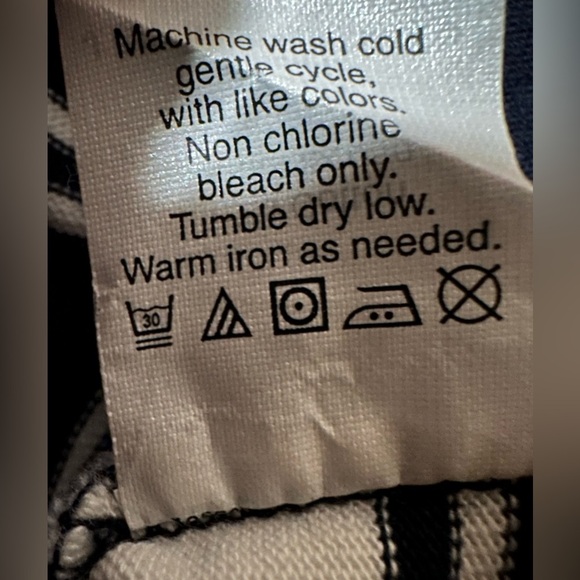 Machine wash cold
gentle cycle,
with like colors.
Non chlorine
bleach only.
Tumble dry low.
Warm iron as needed.
30